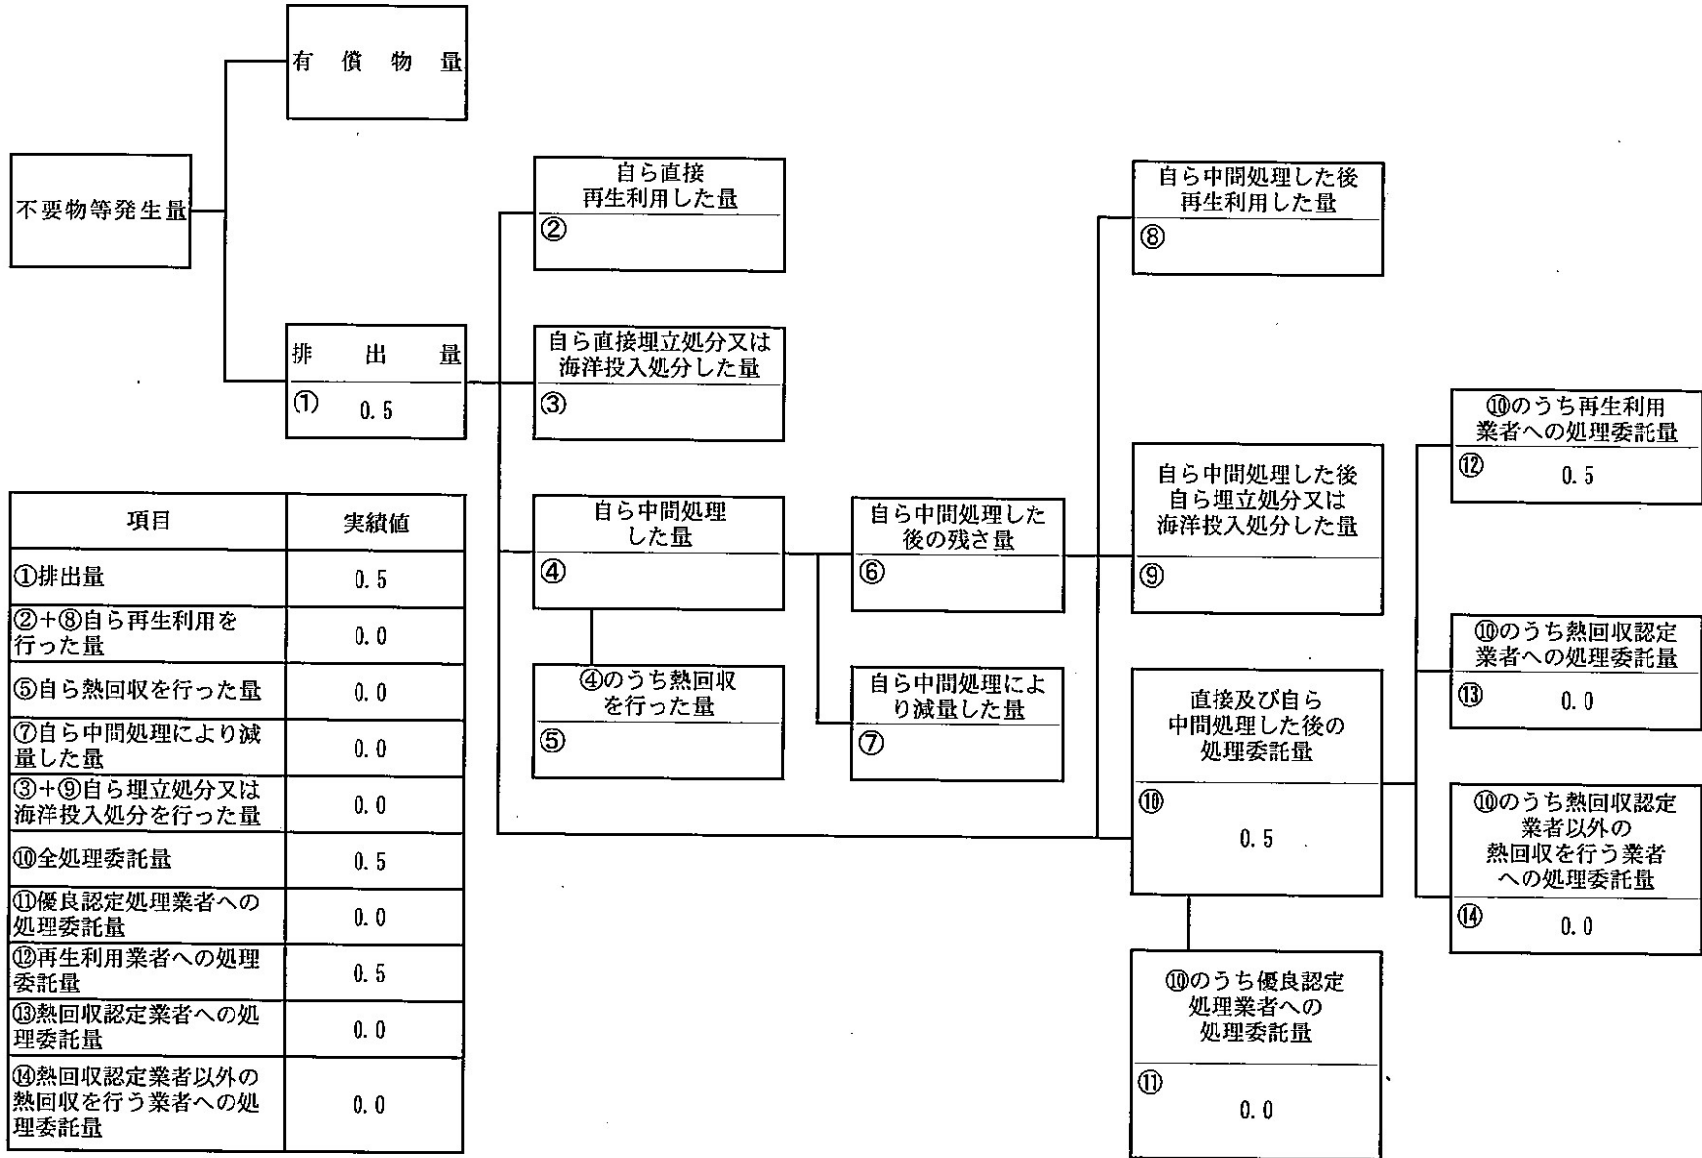 有償物量
不要物等発生量
排出量
① 0.5
自ら直接
再生利用した量
②
自ら直接埋立処分又は
海洋投入処分した量
③
自ら中間処理
した量
④
④のうち熱回収
を行った量
⑤
自ら中間処理した
後の残さ量
⑥
自ら中間処理によ
り減量した量
⑦
自ら中間処理した後
再生利用した量
⑧
自ら中間処理した後
自ら埋立処分又は
海洋投入処分した量
⑨
直接及び自ら
中間処理した後の
処理委託量
⑩
0.5
⑩のうち優良認定
処理業者への
処理委託量
⑪
0.0
⑩のうち再生利用
業者への処理委託量
⑫ 0.5
⑩のうち熱回収認定
業者への処理委託量
⑬ 0.0
⑩のうち熱回収認定
業者以外の
熱回収を行う業者
への処理委託量
⑭ 0.0
項目 実績値
①排出量 0.5
②+⑧自ら再生利用を
行った量 0.0
⑤自ら熱回収を行った量 0.0
⑦自ら中間処理により減
量した量 0.0
③+⑨自ら埋立処分又は
海洋投入処分を行った量 0.0
⑩全処理委託量 0.5
⑪優良認定処理業者への
処理委託量 0.0
⑫再生利用業者への処理
委託量 0.5
⑬熱回収認定業者への処
理委託量 0.0
⑭熱回収認定業者以外の
熱回収を行う業者への処
理委託量 0.0